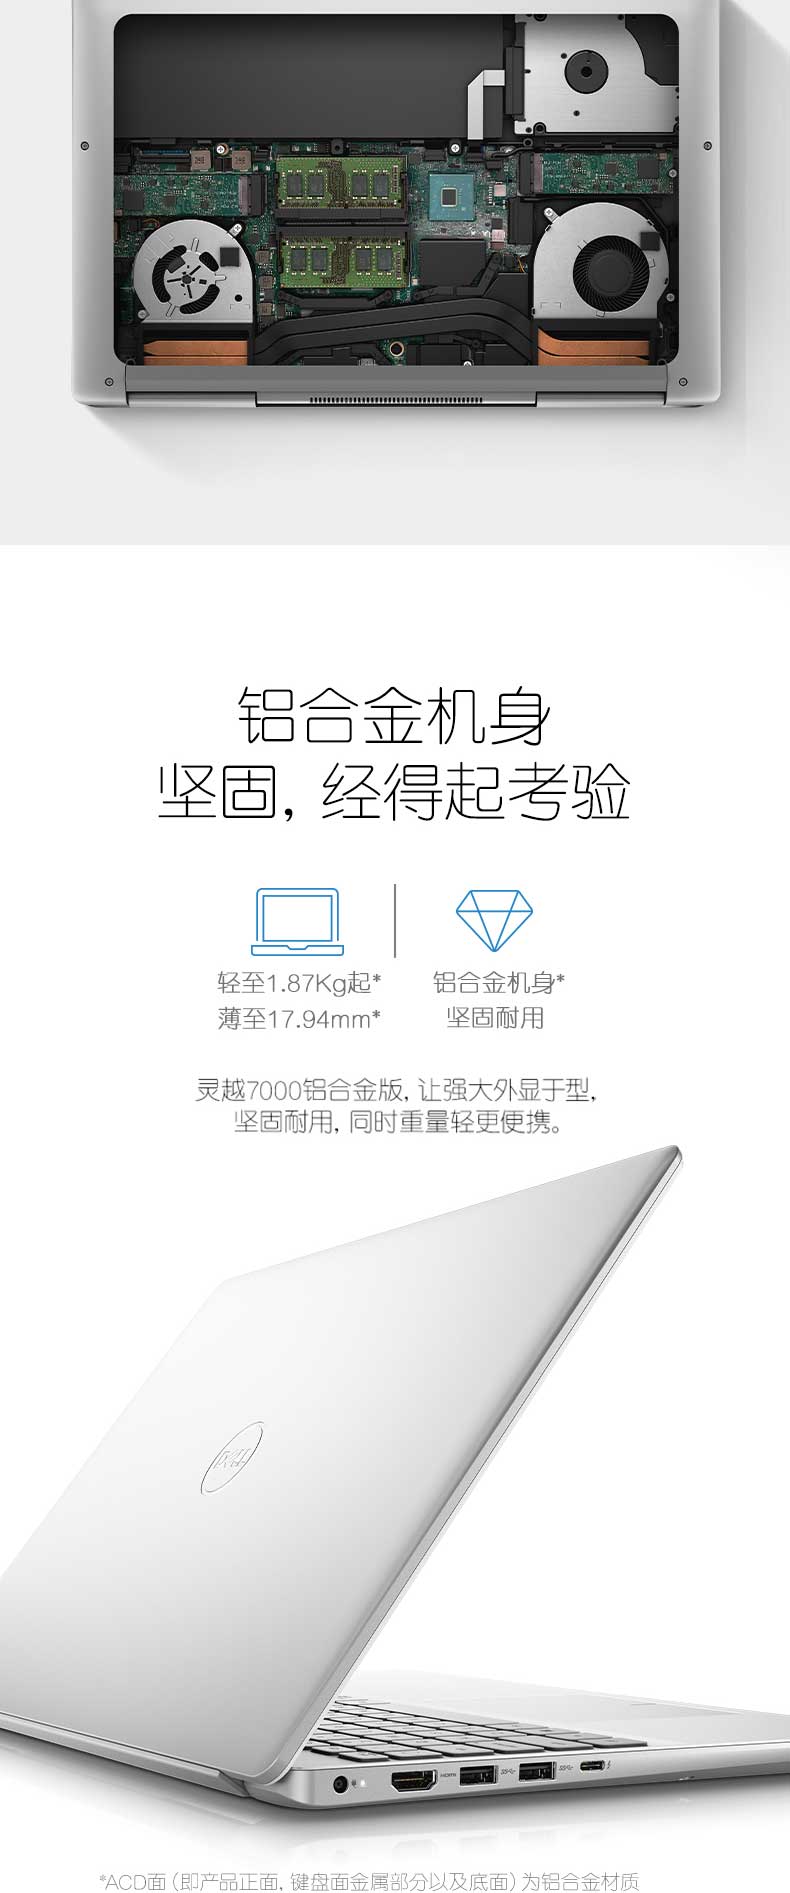 铝合金机身
坚固, 经得起考验
轻至1.87Kg起*
薄至17.94mm*
铝合金机身*
坚固耐用
灵越7000铝合金版, 让强大外显于型,
坚固耐用, 同时重量轻更便携。
DELL
HDMI
*ACD面 (即产品正面, 键盘面金属部分以及底面) 为铝合金材质